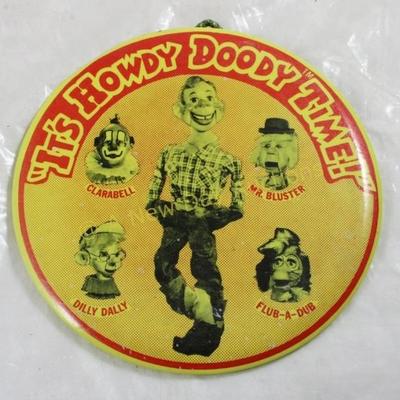 "IT'S HOWDY DOODY TIME!"
CLARABELL
MR. BLUSTER
DILLY DALLY
FLUB-A-DUB